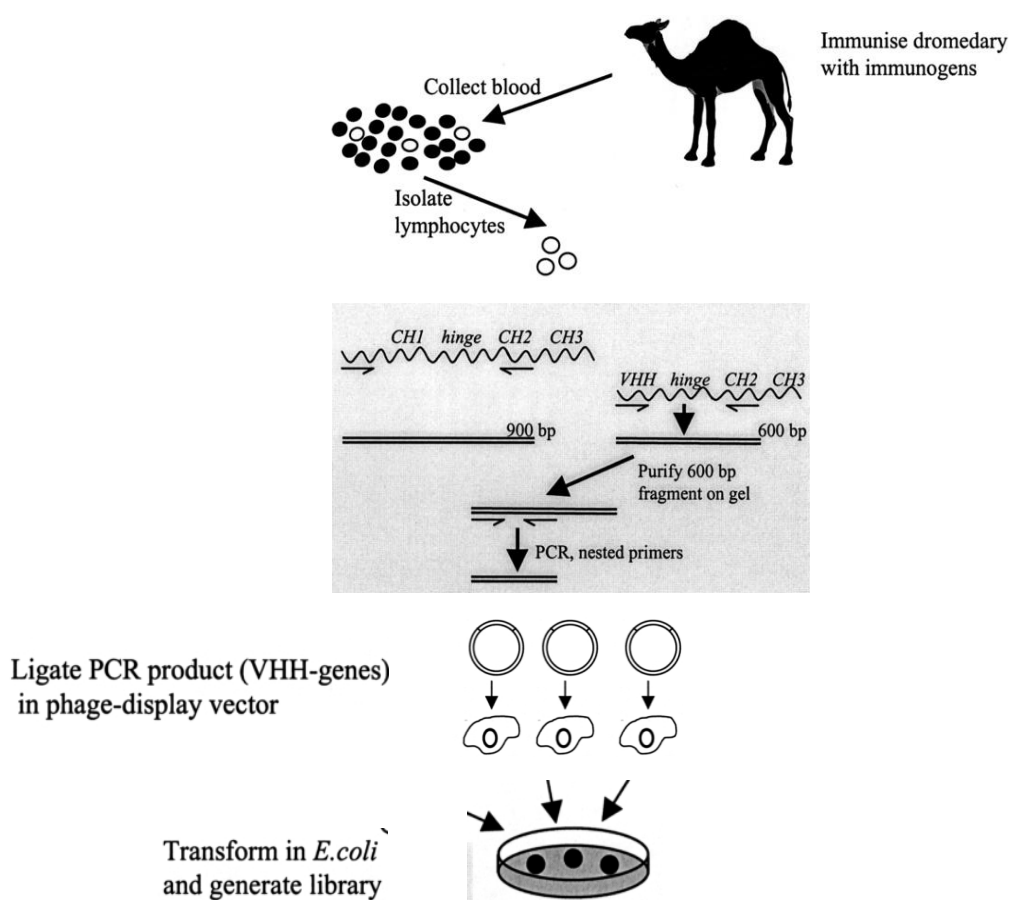 Immunise dromedary
with immunogens
Collect blood
Isolate
lymphocytes
CH1 hinge CH2 CH3
VHH hinge CH2 CH3
900 bp
600 bp
Purify 600 bp
fragment on gel
PCR, nested primers
Ligate PCR product (VHH-genes)
in phage-display vector
Transform in E.coli
and generate library